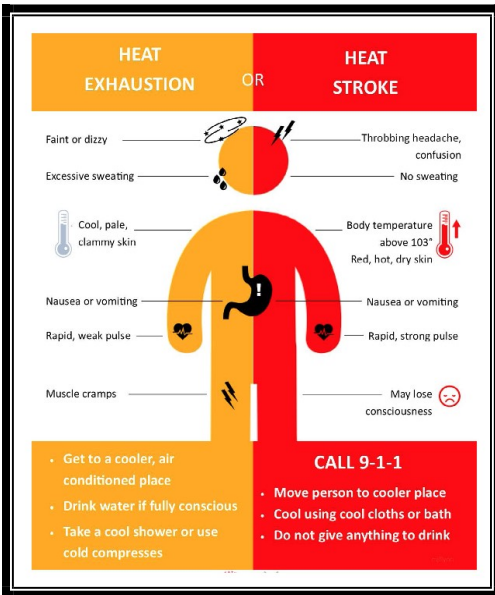 HEAT
EXHAUSTION
OR
HEAT
STROKE
Faint or dizzy
Excessive sweating
Cool, pale,
clammy skin
Nausea or vomiting
Rapid, weak pulse
Muscle cramps
Throbbing headache,
confusion
No sweating
Body temperature
above 103°
Red, hot, dry skin
Nausea or vomiting
Rapid, strong pulse
May lose
consciousness
!
• Get to a cooler, air
conditioned place
• Drink water if fully conscious
• Take a cool shower or use
cold compresses
CALL 9-1-1
• Move person to cooler place
• Cool using cool cloths or bath
• Do not give anything to drink